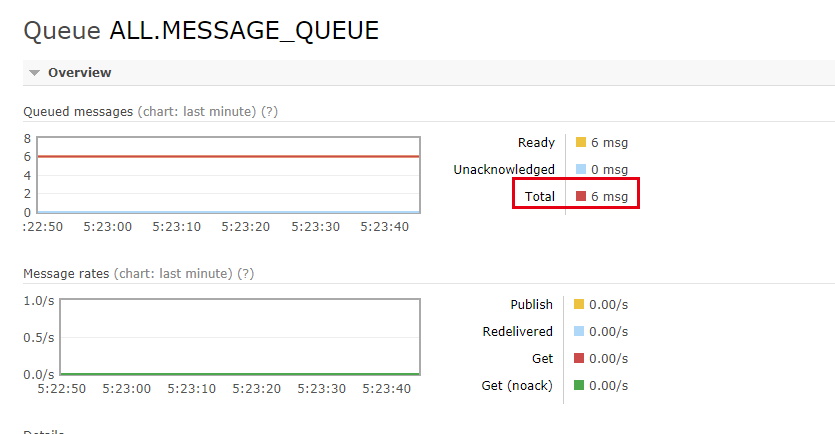 Queue ALL.MESSAGE_QUEUE
Overview
Queued messages (chart: last minute) (?)
8
6
4
2
0
:22:50 5:23:00 5:23:10 5:23:20 5:23:30 5:23:40
Ready 6 msg
Unacknowledged 0 msg
Total 6 msg
Message rates (chart: last minute) (?)
1.0/s
0.5/s
0.0/s
5:22:50 5:23:00 5:23:10 5:23:20 5:23:30 5:23:40
Publish 0.00/s
Redelivered 0.00/s
Get 0.00/s
Get (noack) 0.00/s
Details